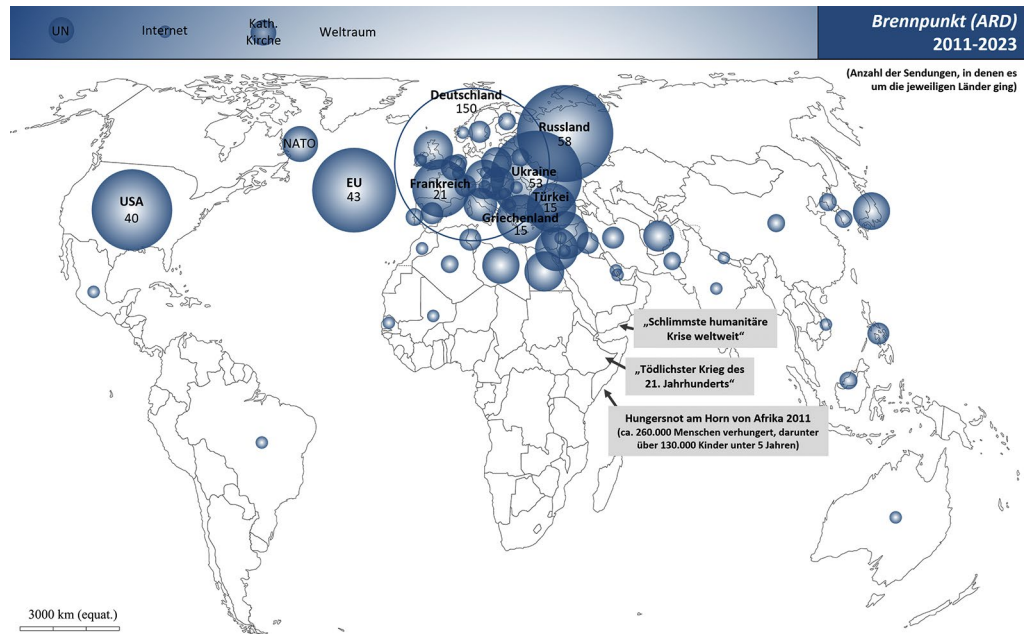 UN
Internet
Kath.
Kirche
Weltraum
Brennpunkt (ARD)
2011-2023
(Anzahl der Sendungen, in denen es
um die jeweiligen Länder ging)
Deutschland
150
Russland
58
NATO
EU
43
USA
40
Ukraine
53
Frankreich
21
Türkei
15
Griechenland
15
„Schlimmste humanitäre
Krise weltweit“
„Tödlichster Krieg des
21. Jahrhunderts“
Hungersnot am Horn von Afrika 2011
(ca. 260.000 Menschen verhungert, darunter
über 130.000 Kinder unter 5 Jahren)
3000 km (equat.)